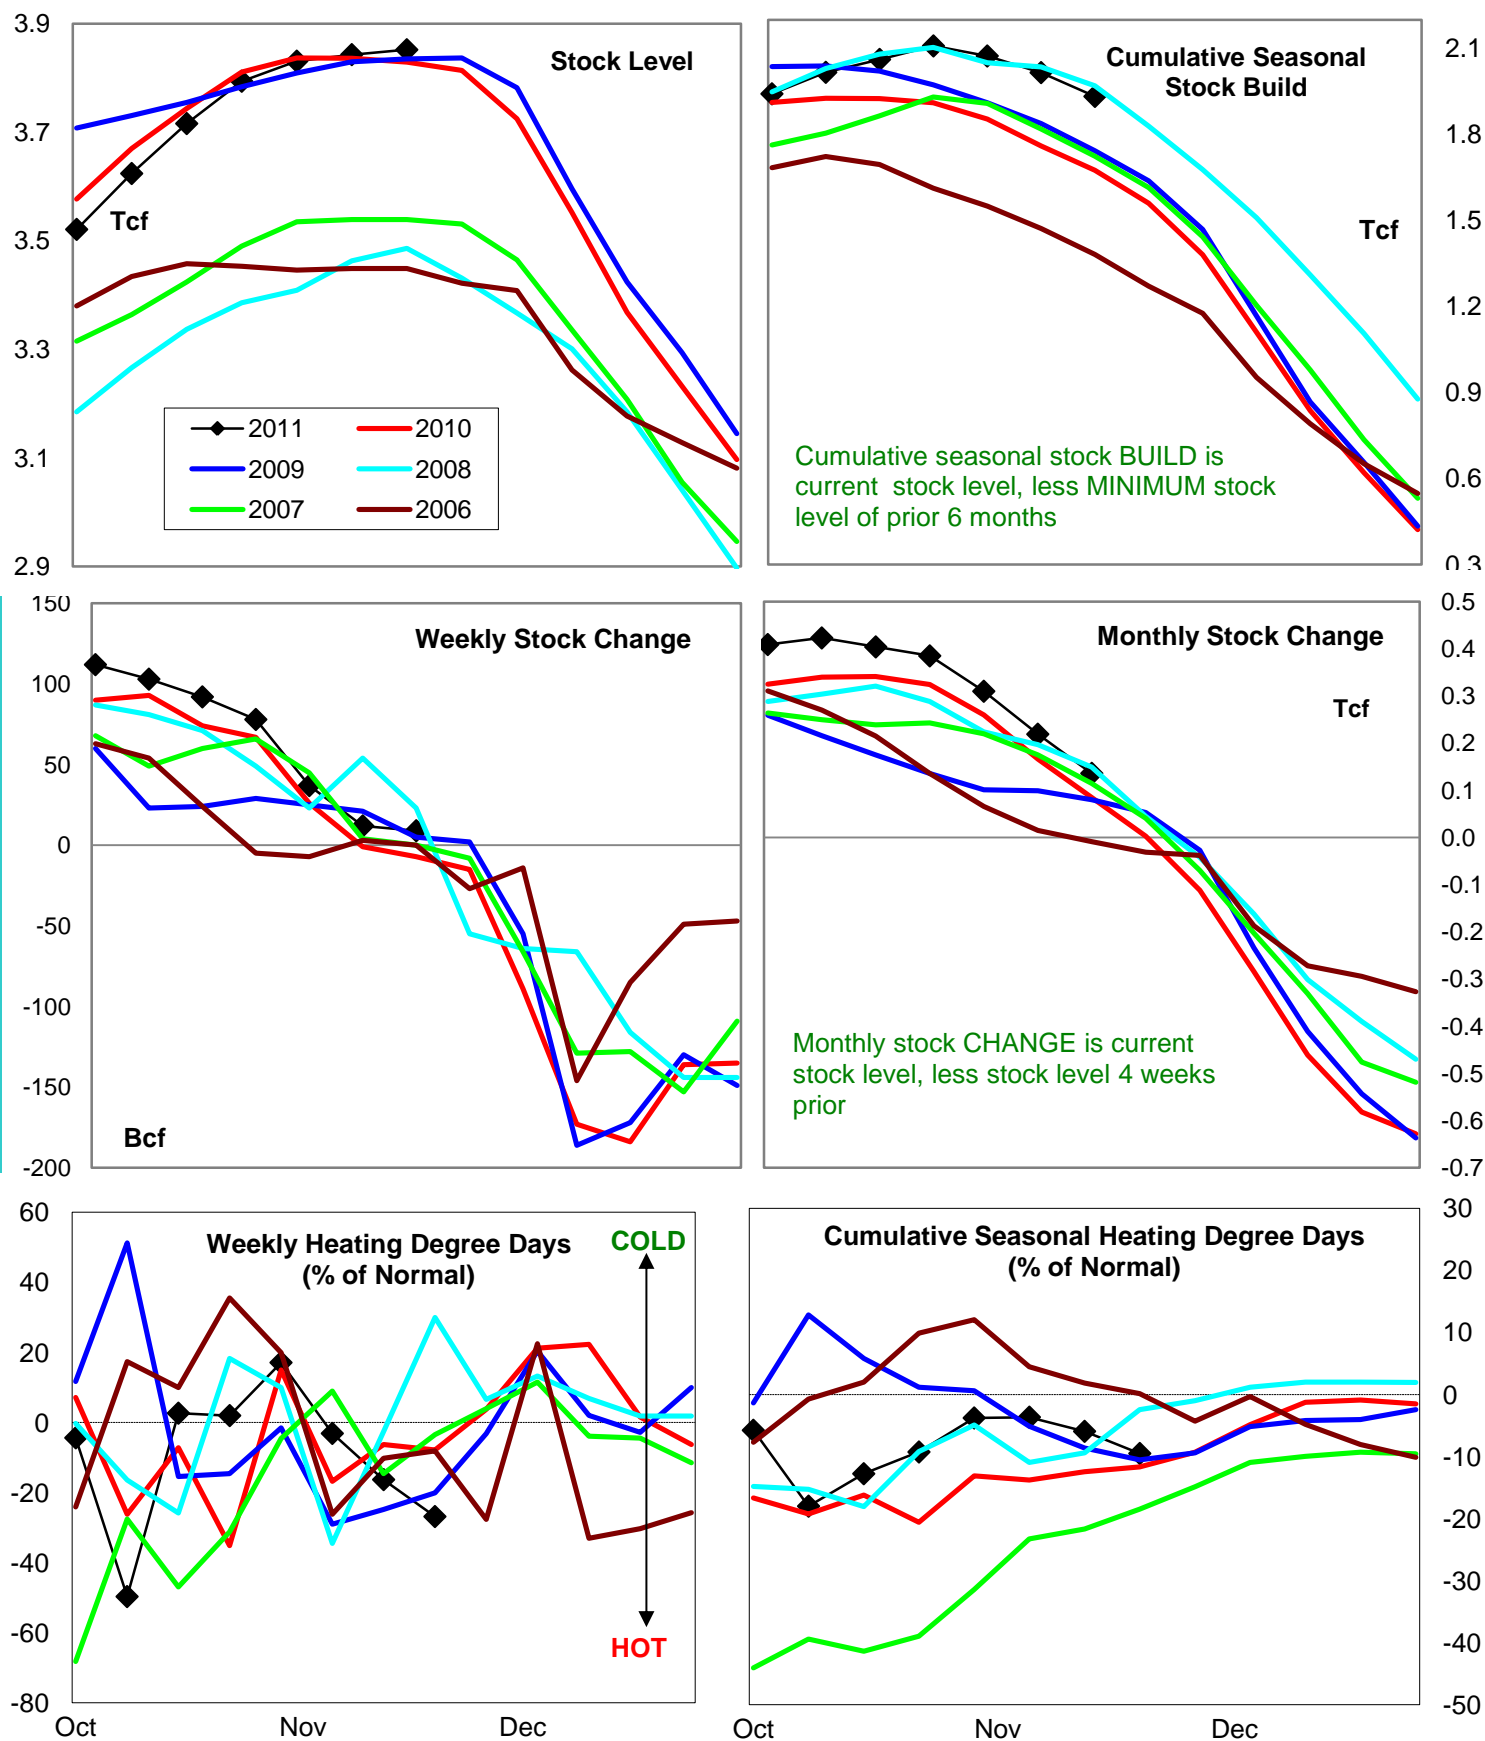 3.9
3.7
3.5
3.3
3.1
2.9
Stock Level
Tcf
2011
2010
2009
2008
2007
2006
Cumulative Seasonal
Stock Build
Tcf
Cumulative seasonal stock BUILD is
current stock level, less MINIMUM stock
level of prior 6 months
2.1
1.8
1.5
1.2
0.9
0.6
0.3
150
100
50
0
-50
-100
-150
-200
Weekly Stock Change
Bcf
Monthly Stock Change
Tcf
Monthly stock CHANGE is current
stock level, less stock level 4 weeks
prior
0.5
0.4
0.3
0.2
0.1
0.0
-0.1
-0.2
-0.3
-0.4
-0.5
-0.6
-0.7
60
40
20
0
-20
-40
-60
-80
Weekly Heating Degree Days
(% of Normal)
COLD
HOT
Oct
Nov
Dec
Cumulative Seasonal Heating Degree Days
(% of Normal)
30
20
10
0
-10
-20
-30
-40
-50
Oct
Nov
Dec